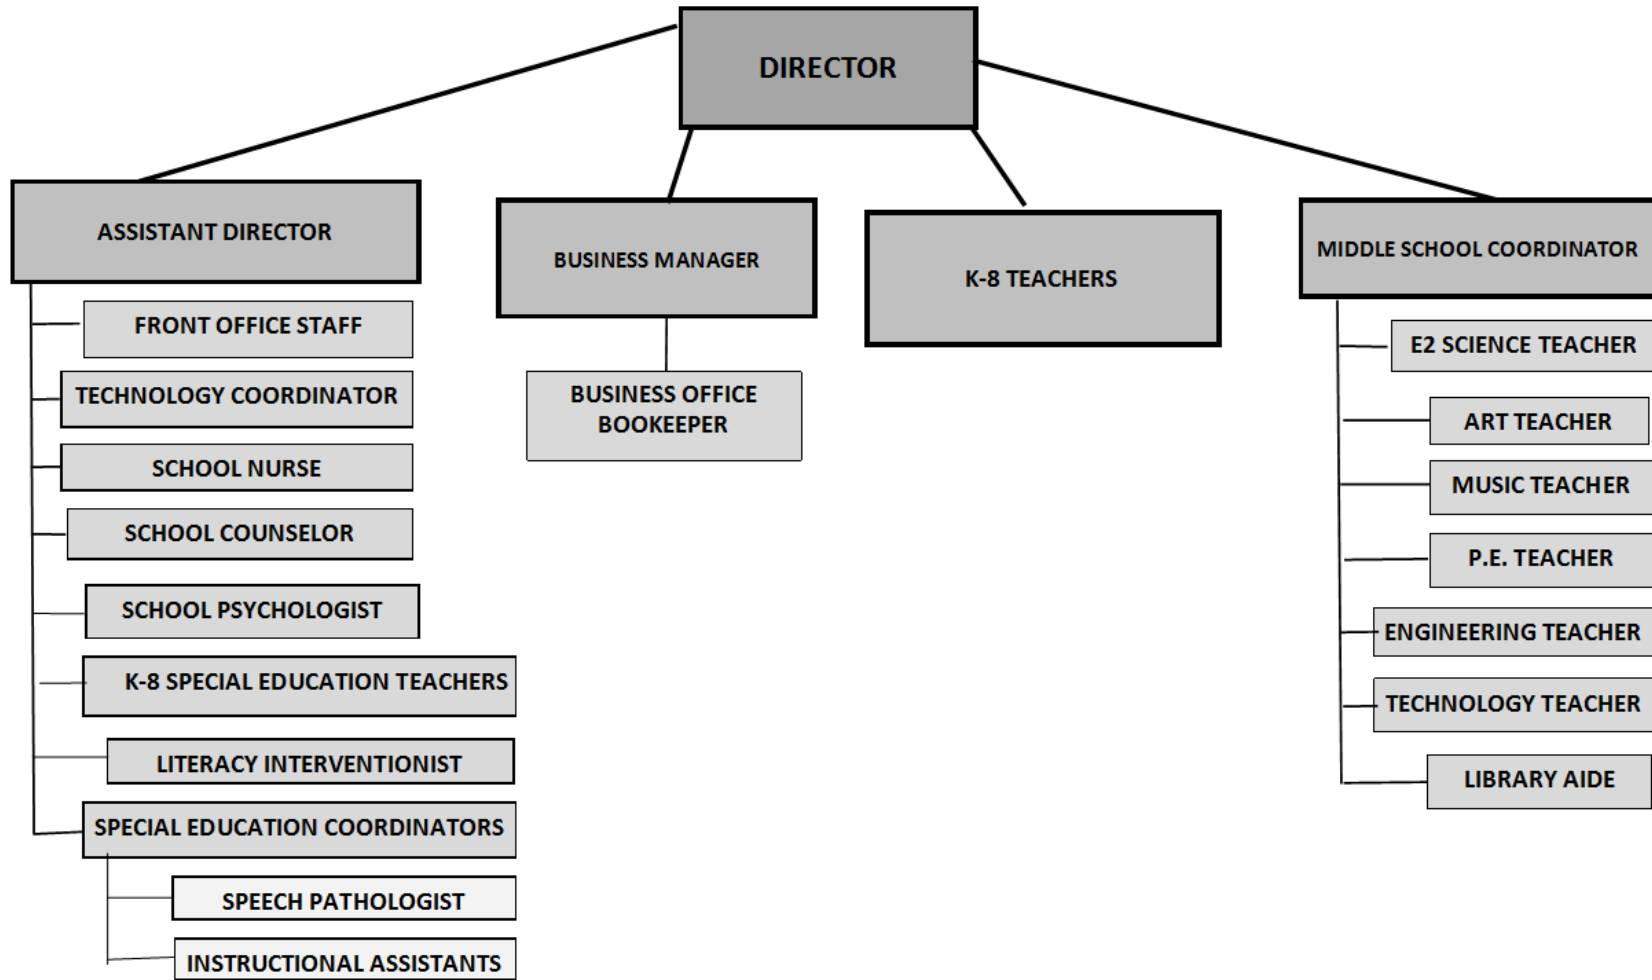 DIRECTOR
ASSISTANT DIRECTOR
FRONT OFFICE STAFF
TECHNOLOGY COORDINATOR
SCHOOL NURSE
SCHOOL COUNSELOR
SCHOOL PSYCHOLOGIST
K-8 SPECIAL EDUCATION TEACHERS
LITERACY INTERVENTIONIST
SPECIAL EDUCATION COORDINATORS
SPEECH PATHOLOGIST
INSTRUCTIONAL ASSISTANTS
BUSINESS MANAGER
BUSINESS OFFICE
BOOKEEPER
K-8 TEACHERS
MIDDLE SCHOOL COORDINATOR
E2 SCIENCE TEACHER
ART TEACHER
MUSIC TEACHER
P.E. TEACHER
ENGINEERING TEACHER
TECHNOLOGY TEACHER
LIBRARY AIDE